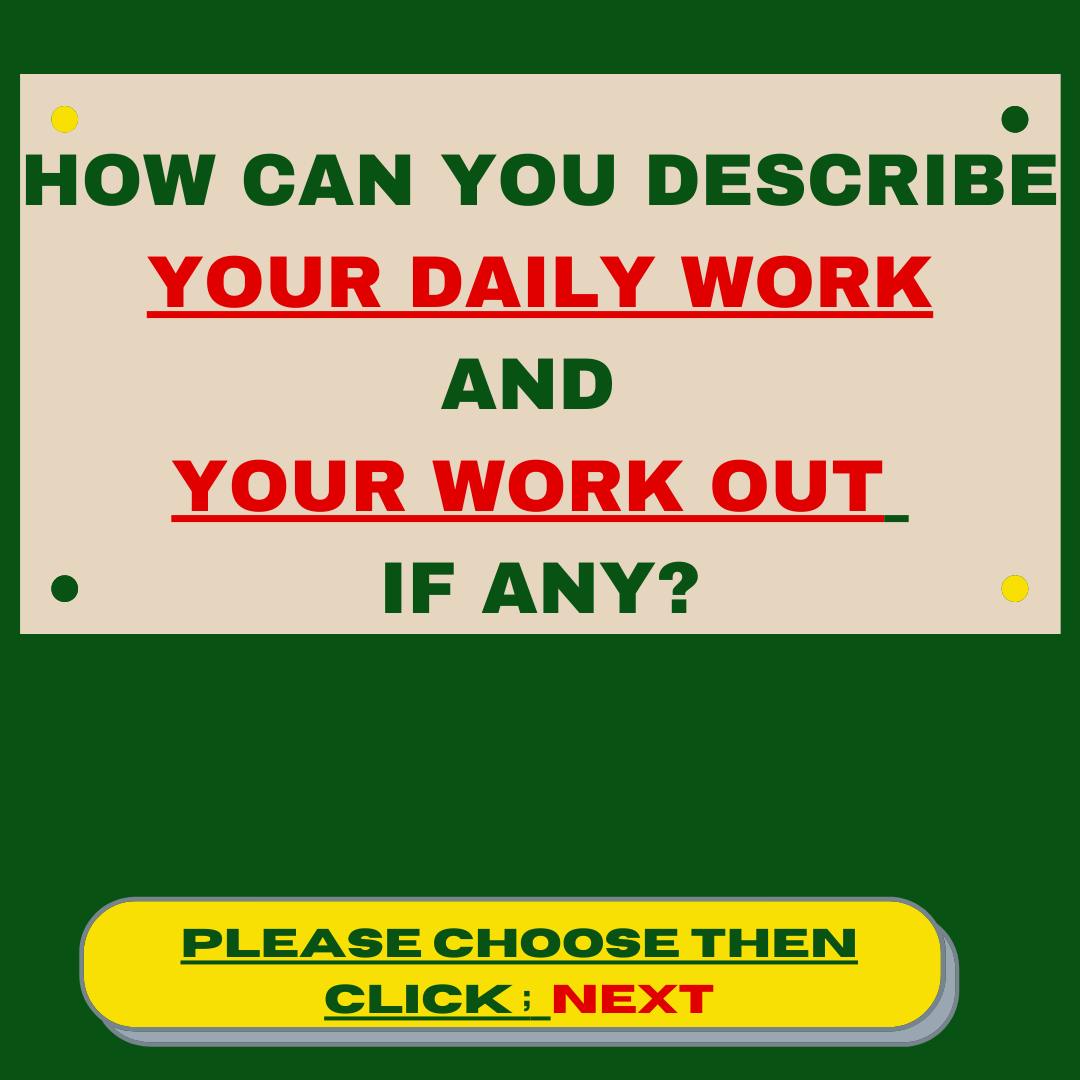 HOW CAN YOU DESCRIBE
YOUR DAILY WORK
AND
YOUR WORK OUT
IF ANY?
PLEASE CHOOSE THEN
CLICK ; NEXT